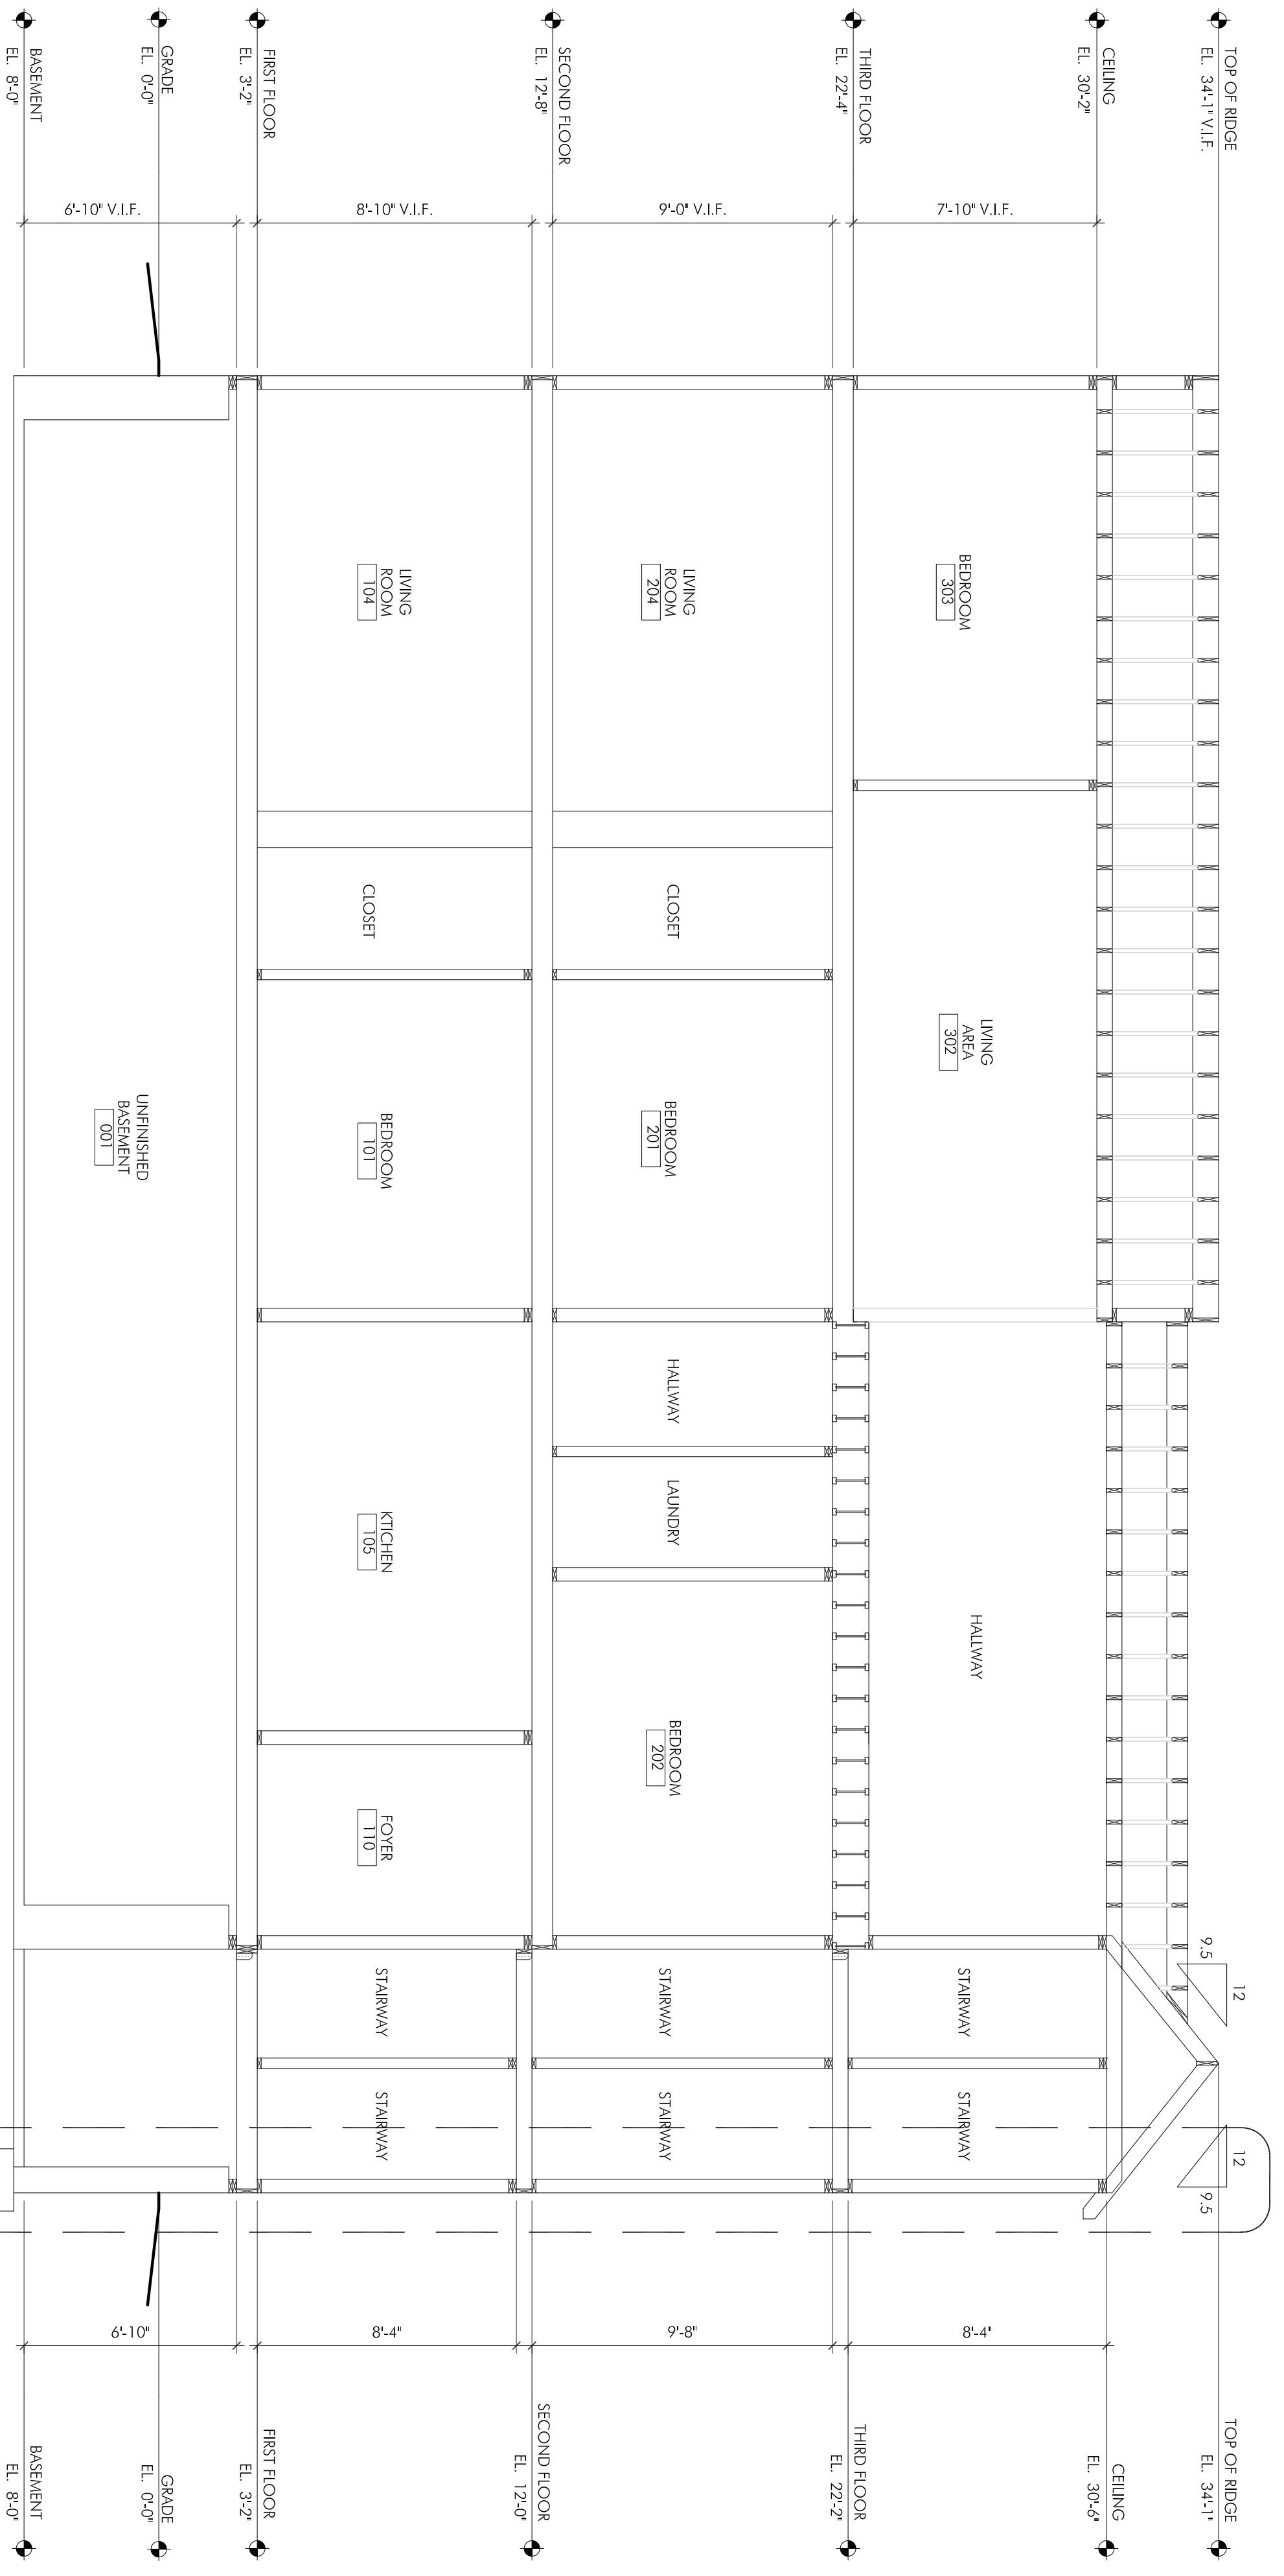 TOP OF RIDGE
EL. 34'-1" V.I.F.
CEILING
EL. 30'-2"
THIRD FLOOR
EL. 22'-4"
SECOND FLOOR
EL. 12'-8"
FIRST FLOOR
EL. 3'-2"
GRADE
EL. 0'-0"
BASEMENT
EL. 8'-0"
7'-10" V.I.F.
9'-0" V.I.F.
8'-10" V.I.F.
6'-10" V.I.F.
BEDROOM
303
LIVING
AREA
302
HALLWAY
STAIRWAY
STAIRWAY
LIVING
ROOM
204
CLOSET
BEDROOM
201
HALLWAY
LAUNDRY
BEDROOM
202
STAIRWAY
STAIRWAY
LIVING
ROOM
104
CLOSET
BEDROOM
101
KTICHEN
105
FOYER
110
STAIRWAY
STAIRWAY
UNFINISHED
BASEMENT
001
12
9.5
12
9.5
8'-4"
9'-8"
8'-4"
6'-10"
TOP OF RIDGE
EL. 34'-1"
CEILING
EL. 30'-6"
THIRD FLOOR
EL. 22'-2"
SECOND FLOOR
EL. 12'-0"
FIRST FLOOR
EL. 3'-2"
GRADE
EL. 0'-0"
BASEMENT
EL. 8'-0"